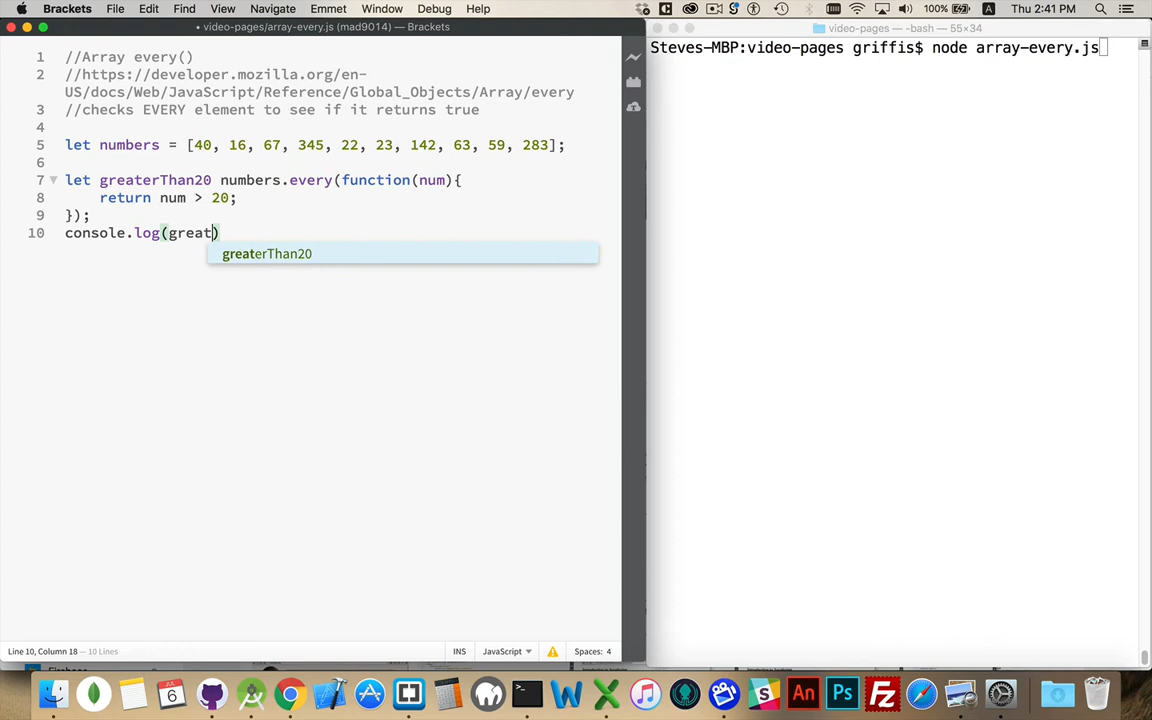 Brackets File Edit Find View Navigate Emmet Window Debug Help 100% A Thu 2:41 PM
• video-pages/array-every.js (mad9014) — Brackets
video-pages — -bash — 55×34
1 //Array every()
2 //https://developer.mozilla.org/en-
US/docs/Web/JavaScript/Reference/Global_Objects/Array/every
3 //checks EVERY element to see if it returns true
4
5 let numbers = [40, 16, 67, 345, 22, 23, 142, 63, 59, 283];
6
7 let greaterThan20 numbers.every(function(num){
8 return num > 20;
9 });
10 console.log(great)
greaterThan20
Steves-MBP:video-pages griffis$ node array-every.js
Line 10, Column 18 — 10 Lines
INS JavaScript Spaces: 4
6
An Ps Fz